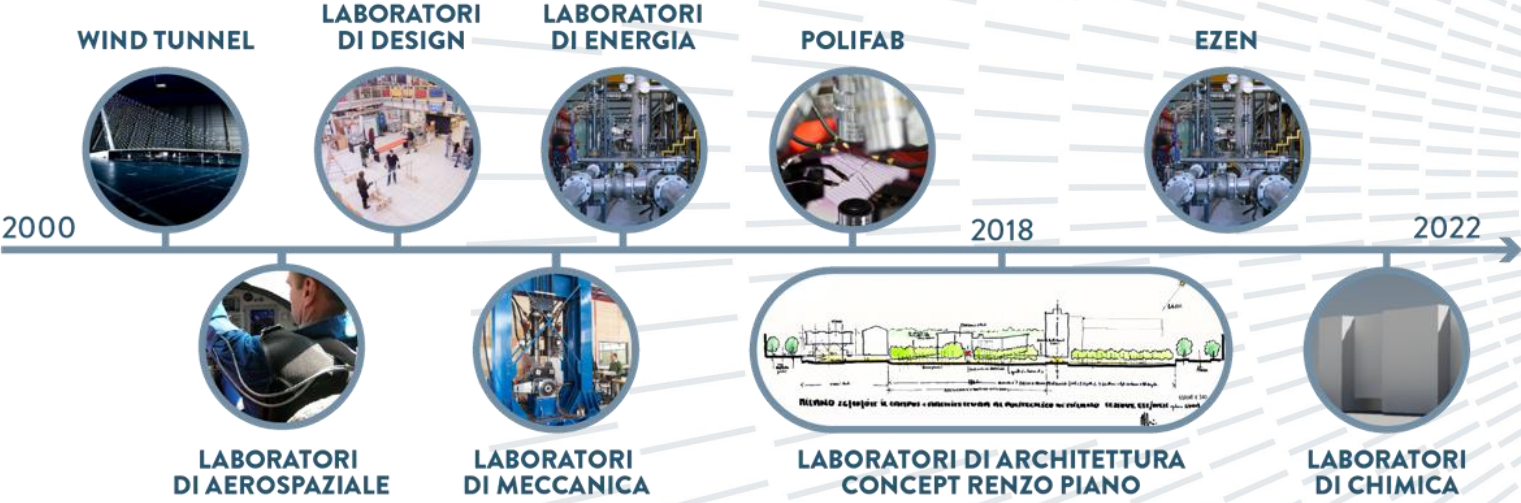 LABORATORI
DI DESIGN
LABORATORI
DI ENERGIA
WIND TUNNEL
POLIFAB
EZEN
2000
2018
2022
LABORATORI
DI AEROSPAZIALE
LABORATORI
DI MECCANICA
LABORATORI DI ARCHITETTURA
CONCEPT RENZO PIANO
LABORATORI
DI CHIMICA